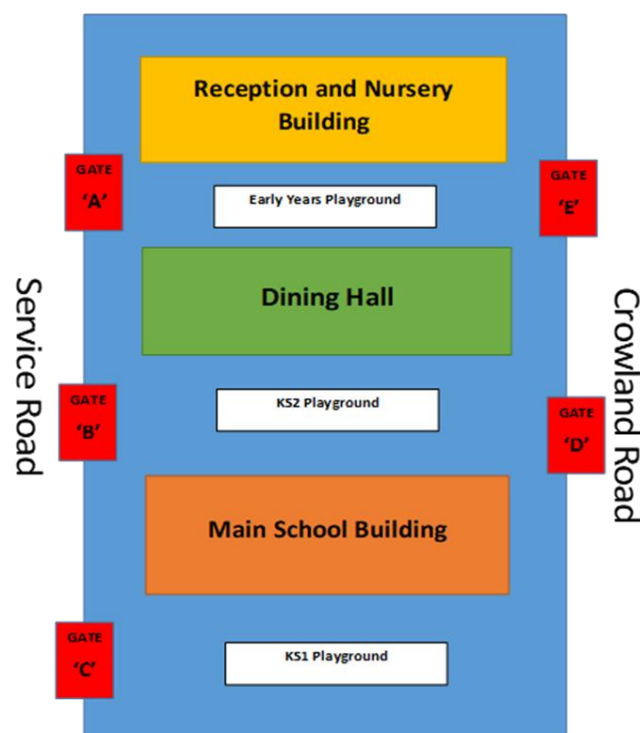 Reception and Nursery
Building
GATE
'A'
Early Years Playground
GATE
'E'
Dining Hall
Service Road
Crowland Road
GATE
'B'
KS2 Playground
GATE
'D'
Main School Building
GATE
'C'
KS1 Playground